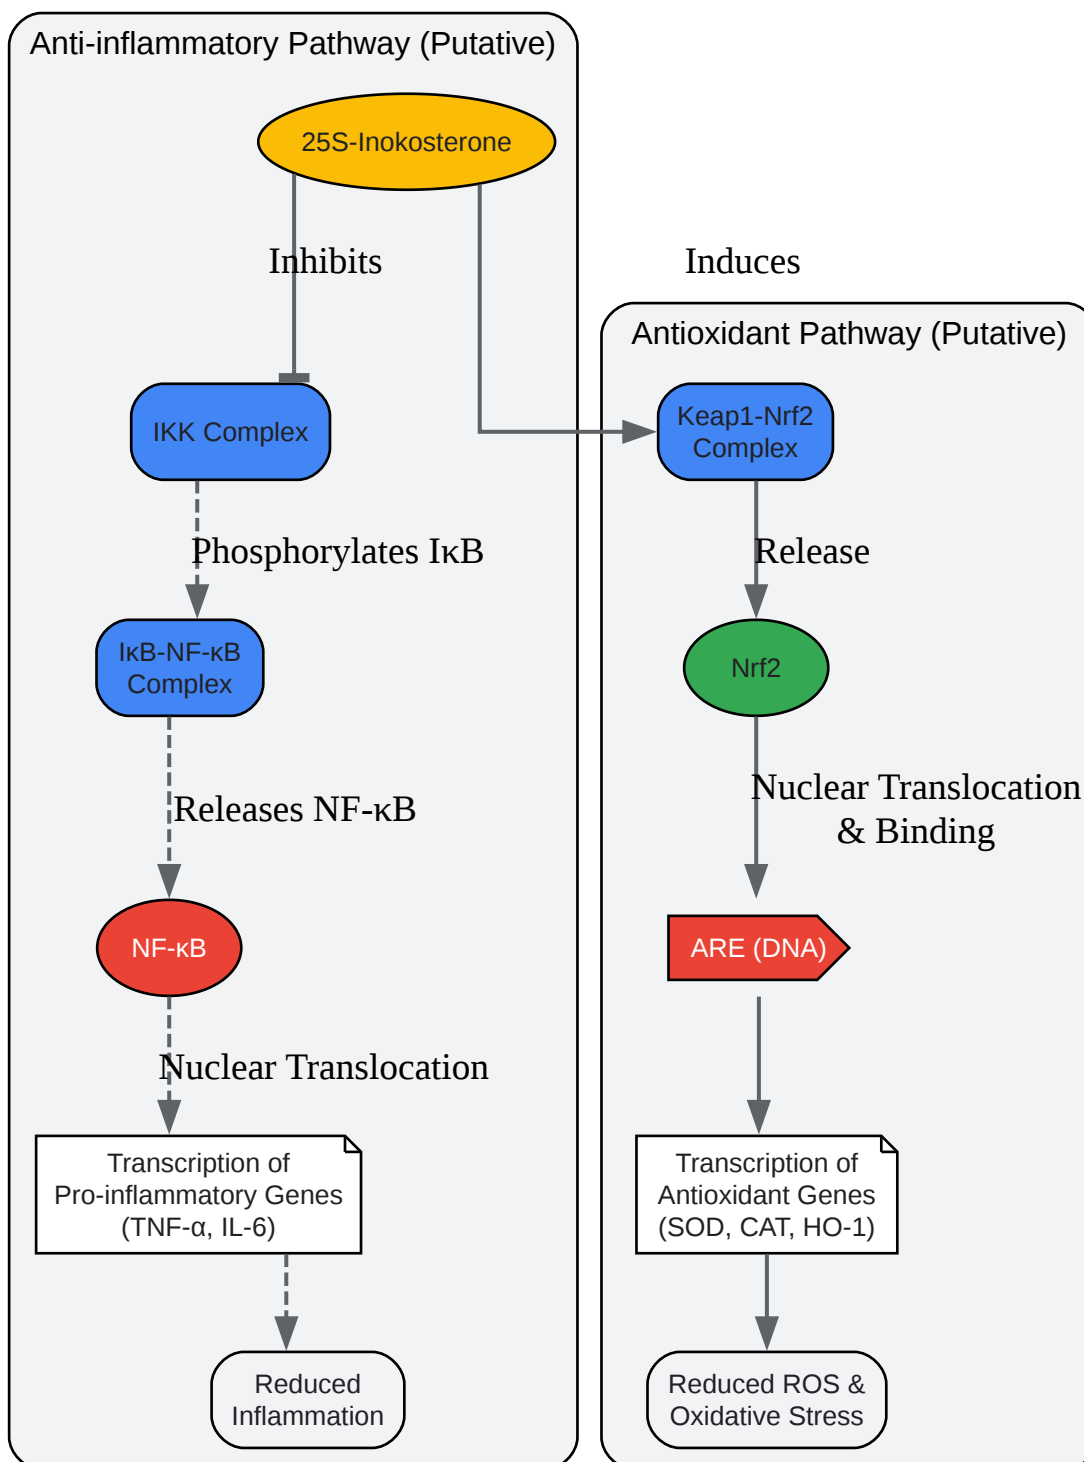 Anti-inflammatory Pathway (Putative)
25S-Inokosterone
Inhibits
IKK Complex
Phosphorylates IκB
IκB-NF-κB
Complex
Releases NF-κB
NF-κB
Nuclear Translocation
Transcription of
Pro-inflammatory Genes
(TNF-α, IL-6)
Reduced
Inflammation
Induces
Antioxidant Pathway (Putative)
Keap1-Nrf2
Complex
Release
Nrf2
Nuclear Translocation
& Binding
ARE (DNA)
Transcription of
Antioxidant Genes
(SOD, CAT, HO-1)
Reduced ROS &
Oxidative Stress